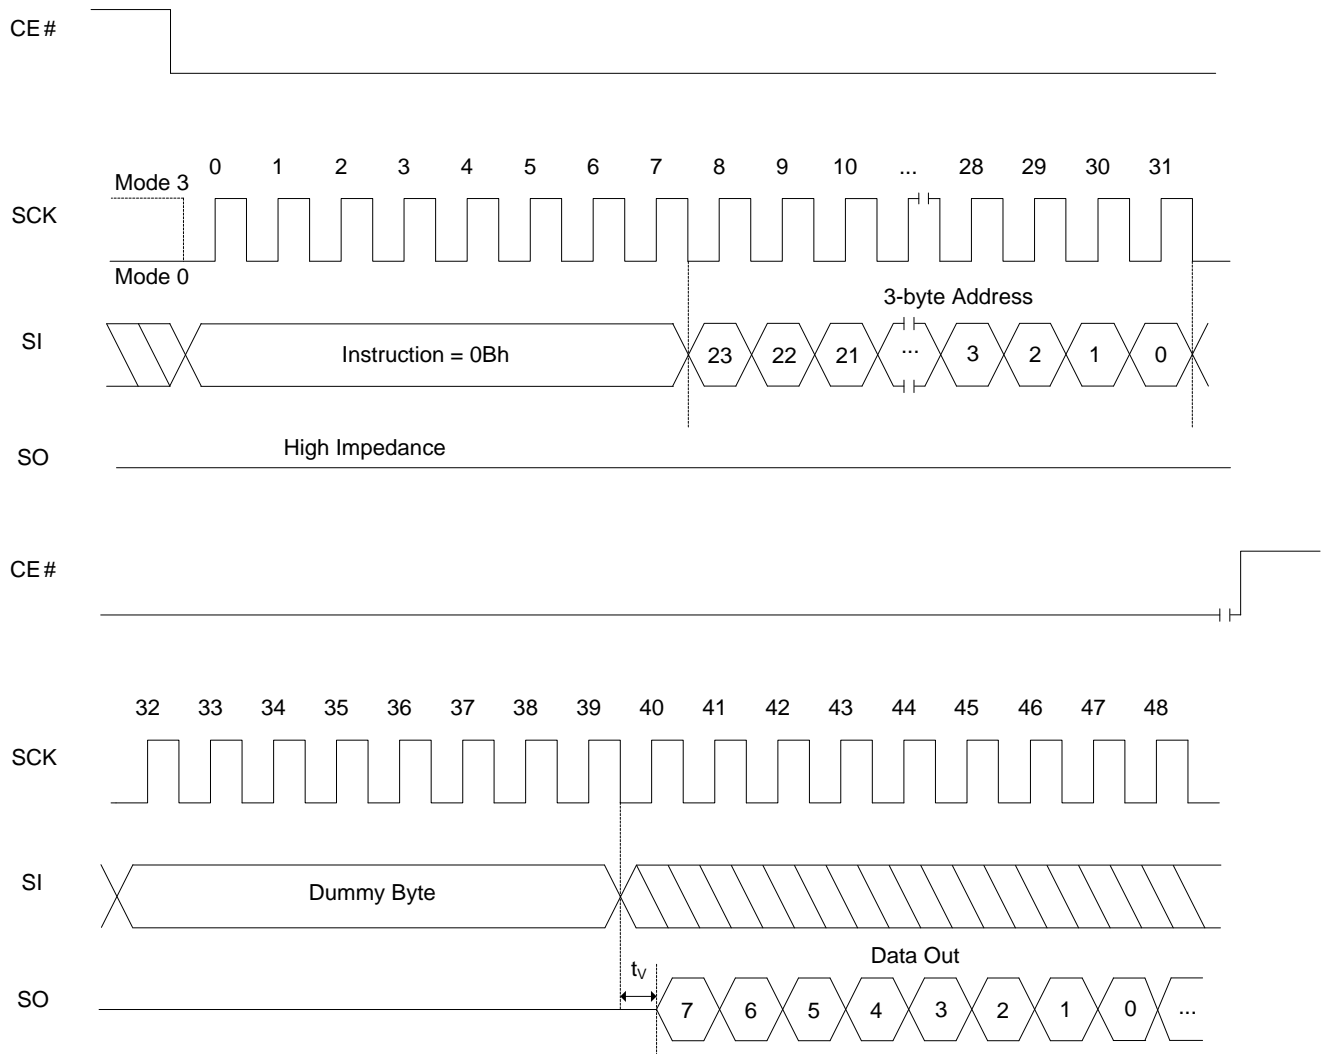 CE#
0 1 2 3 4 5 6 7 8 9 10 ... 28 29 30 31
Mode 3
SCK
Mode 0
3-byte Address
SI
Instruction = 0Bh
23 22 21 ... 3 2 1 0
SO
High Impedance
CE#
32 33 34 35 36 37 38 39 40 41 42 43 44 45 46 47 48
SCK
SI
Dummy Byte
Data Out
tV
SO
7 6 5 4 3 2 1 0 ...